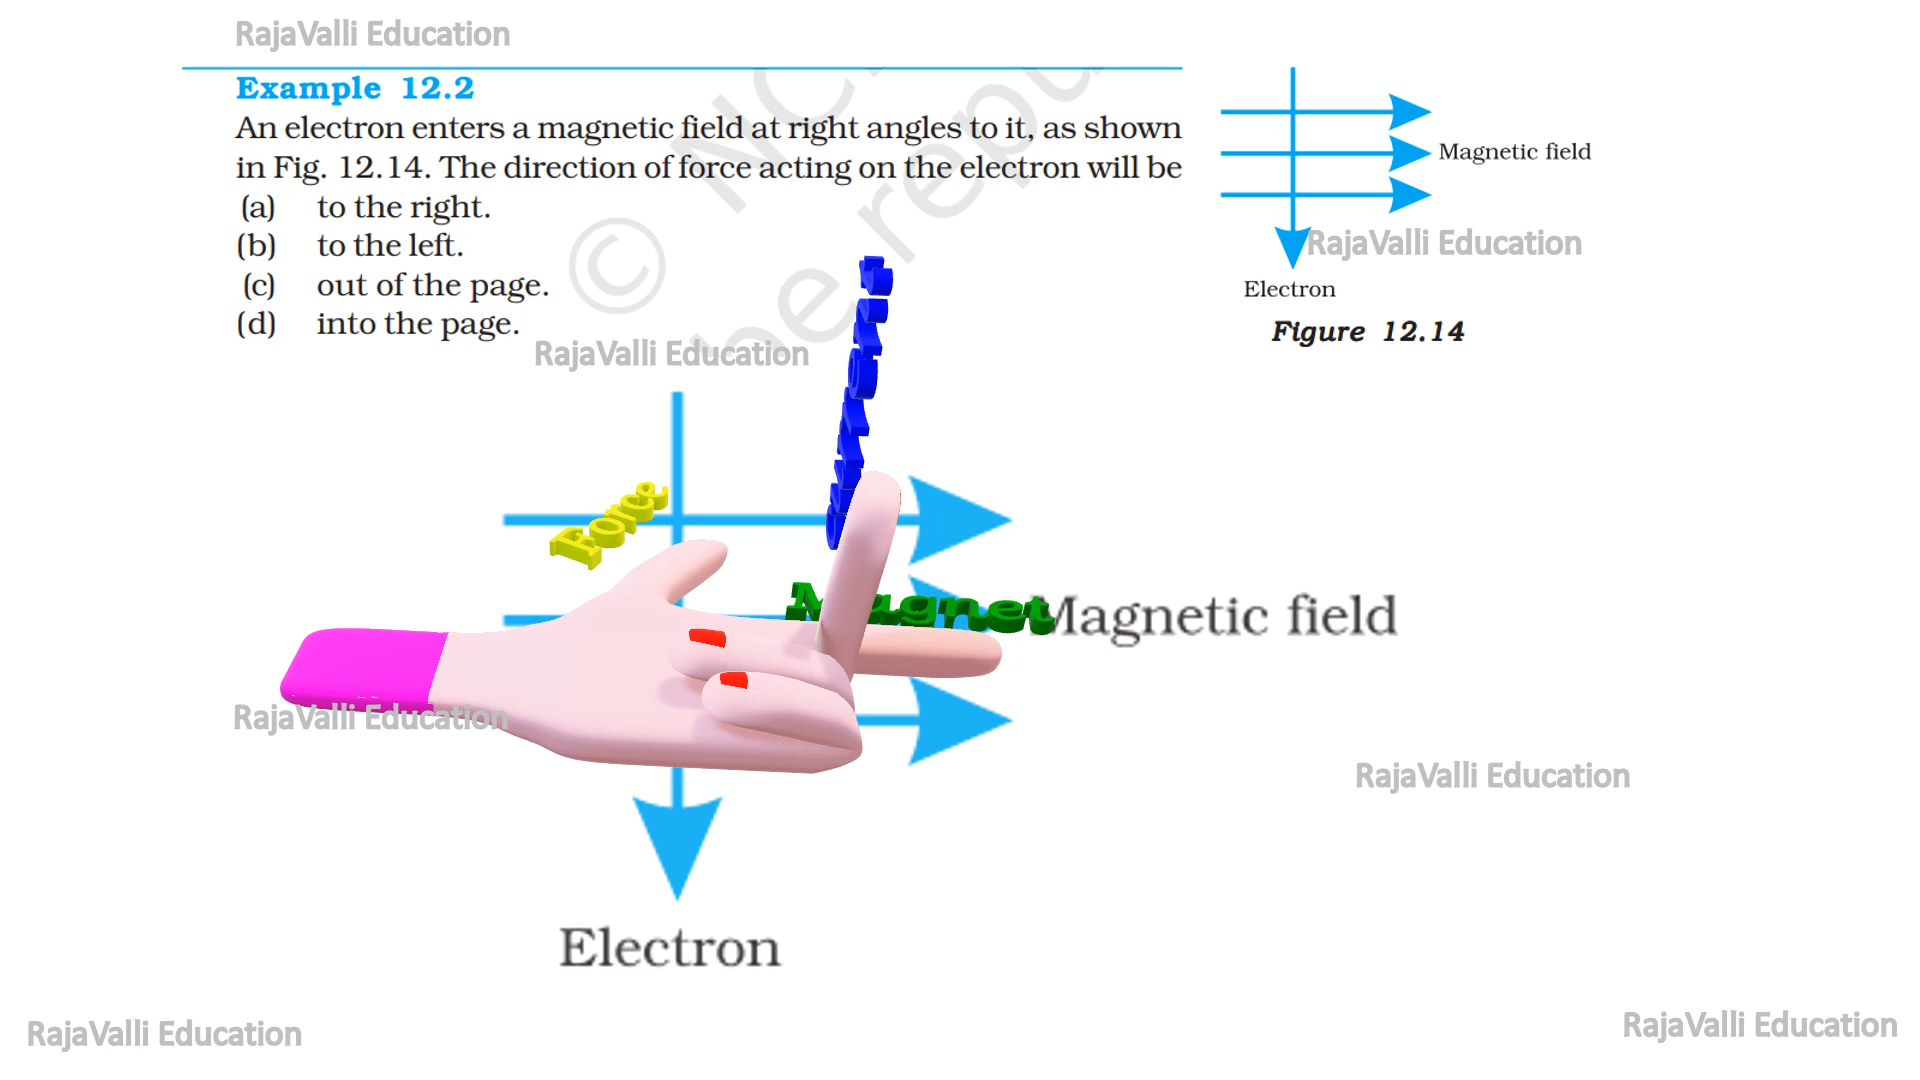 RajaValli Education
Example 12.2
An electron enters a magnetic field at right angles to it, as shown
in Fig. 12.14. The direction of force acting on the electron will be
(a) to the right.
(b) to the left.
(c) out of the page.
(d) into the page.
Magnetic field
RajaValli Education
Electron
Figure 12.14
RajaValli Education
Force
Magnet
Magnetic field
RajaValli Education
RajaValli Education
Electron
RajaValli Education
RajaValli Education